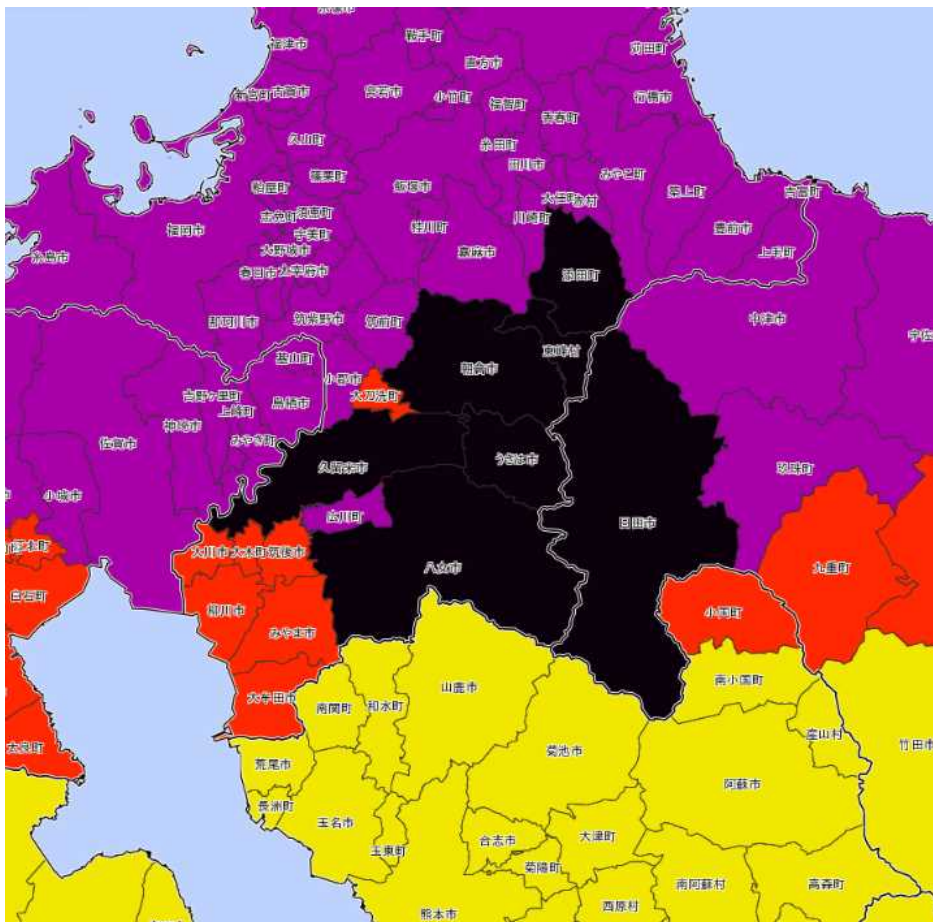 鞍手町
福津市
苅田町
直方市
新宮町
古賀市
宮若市
小竹町
福智町
行橋市
香春町
久山町
糸田町
田川市
篠栗町
みやこ町
粕屋町
飯塚市
大任町
赤村
築上町
吉富町
志免町
須恵町
川崎町
福岡市
桂川町
豊前市
宇美町
糸島市
大野城市
嘉麻市
上毛町
春日市
太宰府市
添田町
那珂川市
筑紫野市
筑前町
中津市
宇佐
東峰村
基山町
朝倉市
小郡市
大刀洗町
吉野ヶ里町
鳥栖市
上峰町
神埼市
佐賀市
みやき町
うきは市
久留米市
玖珠町
小城市
広川町
日田市
江北町
大川市
大木町
筑後市
八女市
九重町
白石町
柳川市
小国町
みやま市
南小国町
山鹿市
大牟田市
南関町
和水町
産山村
太良町
菊池市
竹田市
荒尾市
阿蘇市
長洲町
玉名市
大津町
合志市
玉東町
菊陽町
南阿蘇村
高森町
西原村
熊本市